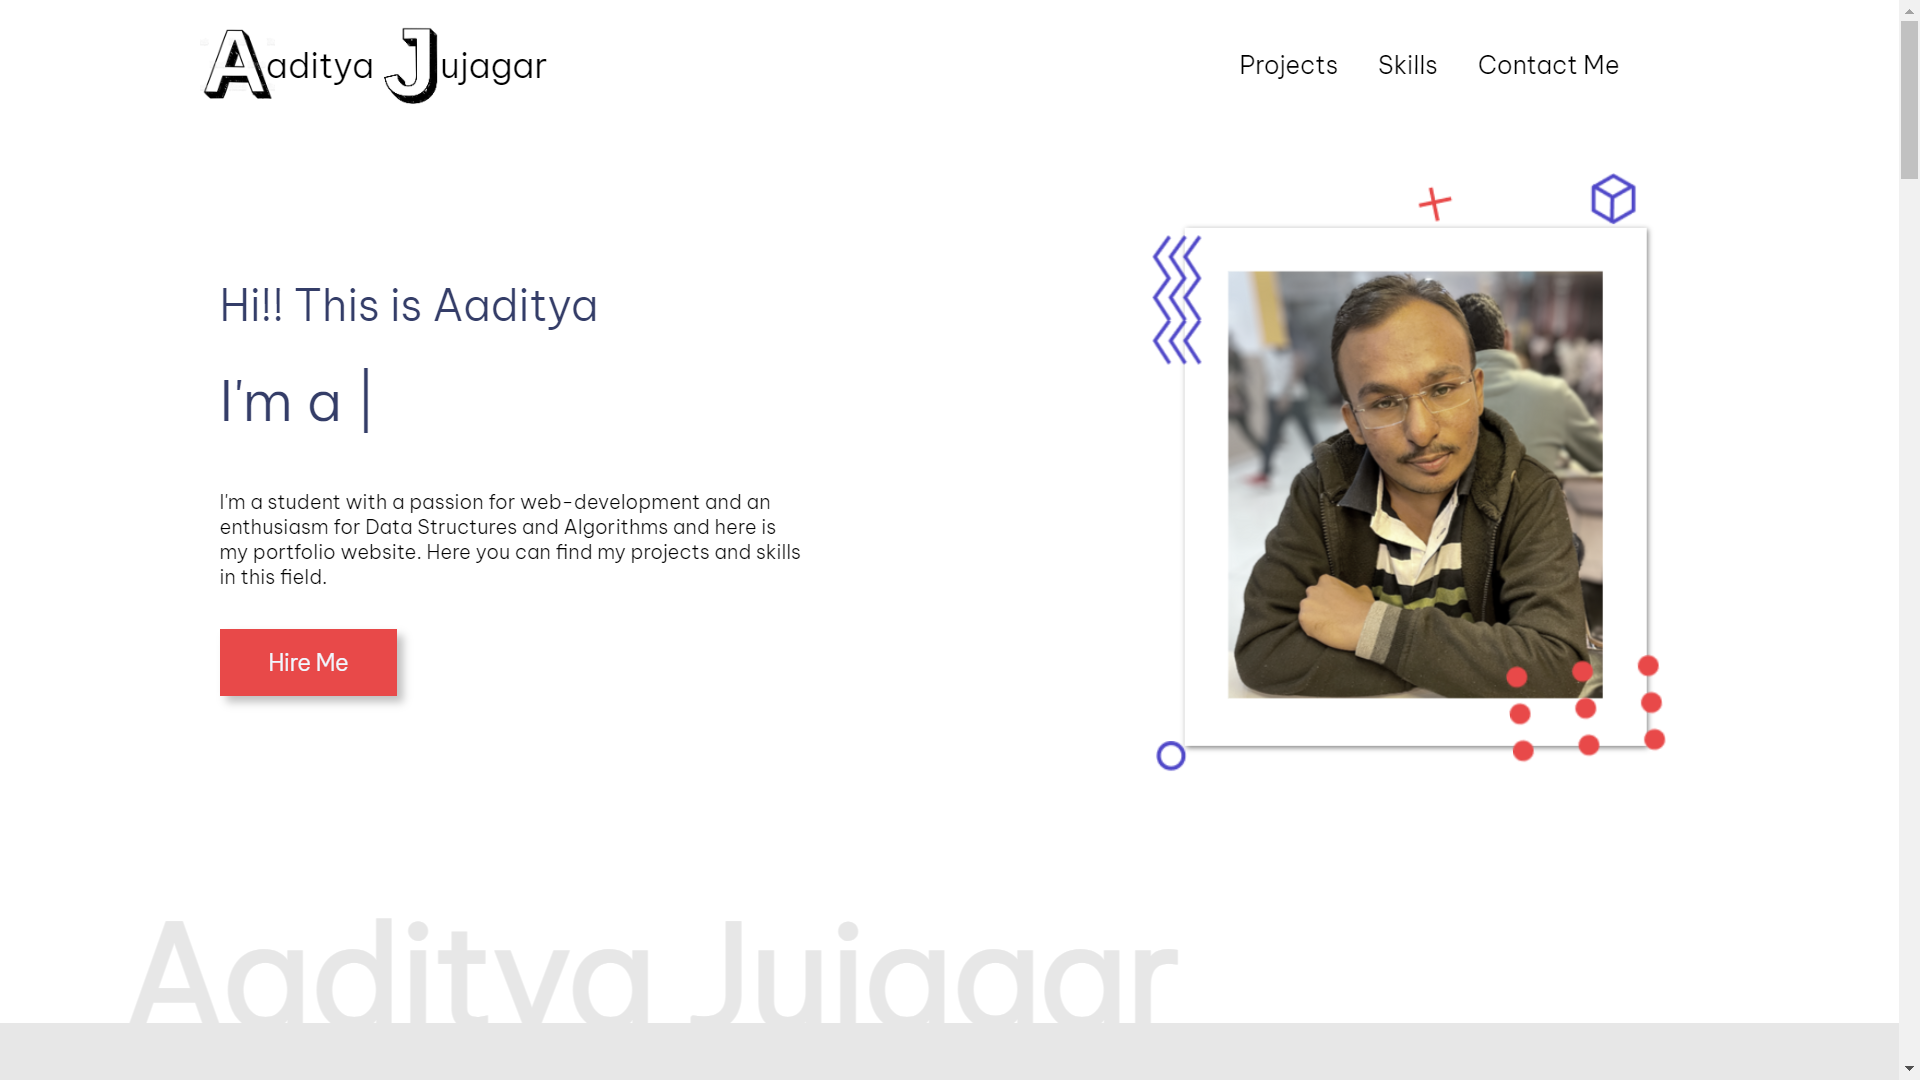 Aaditya Jujagar
Projects Skills Contact Me
Hi!! This is Aaditya
I'm a |
I'm a student with a passion for web-development and an
enthusiasm for Data Structures and Algorithms and here is
my portfolio website. Here you can find my projects and skills
in this field.
Hire Me
Aaditya Jujagar